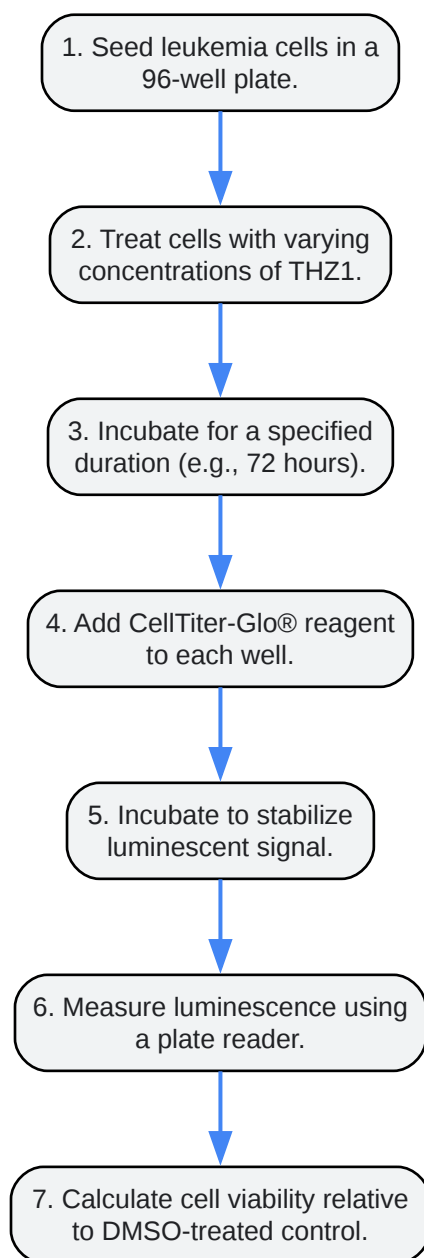 1. Seed leukemia cells in a
96-well plate.
2. Treat cells with varying
concentrations of THZ1.
3. Incubate for a specified
duration (e.g., 72 hours).
4. Add CellTiter-Glo® reagent
to each well.
5. Incubate to stabilize
luminescent signal.
6. Measure luminescence using
a plate reader.
7. Calculate cell viability relative
to DMSO-treated control.